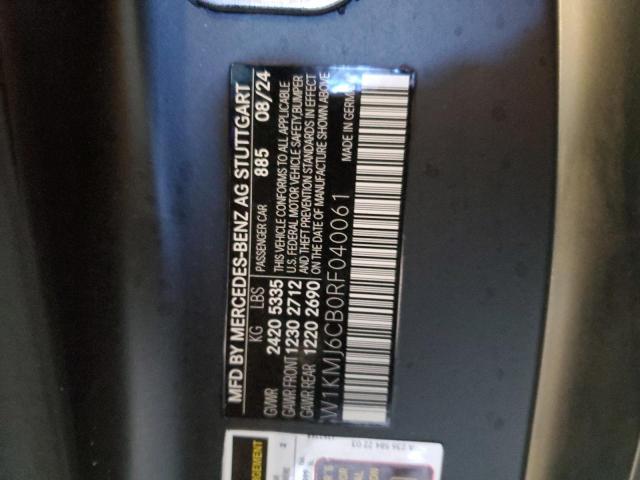 MFD BY MERCEDES-BENZ AG STUTTGART
PASSENGER CAR 885 08/24
KG LBS
GVWR 2420 5335
GAWR FRONT 1230 2712
GAWR REAR 1220 2690
THIS VEHICLE CONFORMS TO ALL APPLICABLE
U.S. FEDERAL MOTOR VEHICLE SAFETY, BUMPER
AND THEFT PREVENTION STANDARDS IN EFFECT
ON THE DATE OF MANUFACTURE SHOWN ABOVE
W1KMJ6CB0RF040061
MADE IN GERM